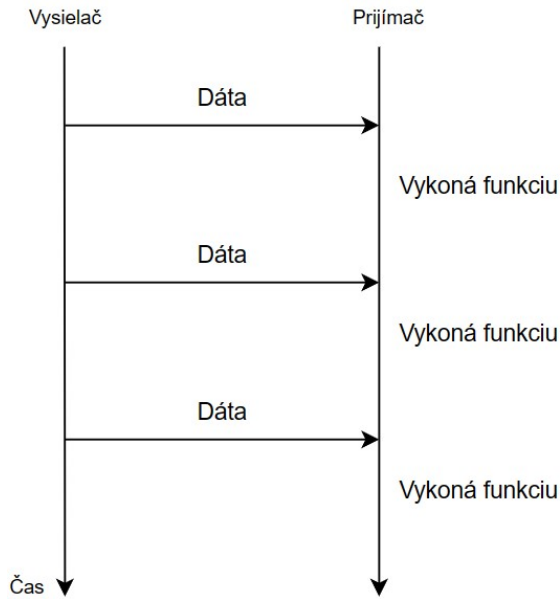 Vysielač
Prijímač
Dáta
Vykoná funkciu
Dáta
Vykoná funkciu
Dáta
Vykoná funkciu
Čas